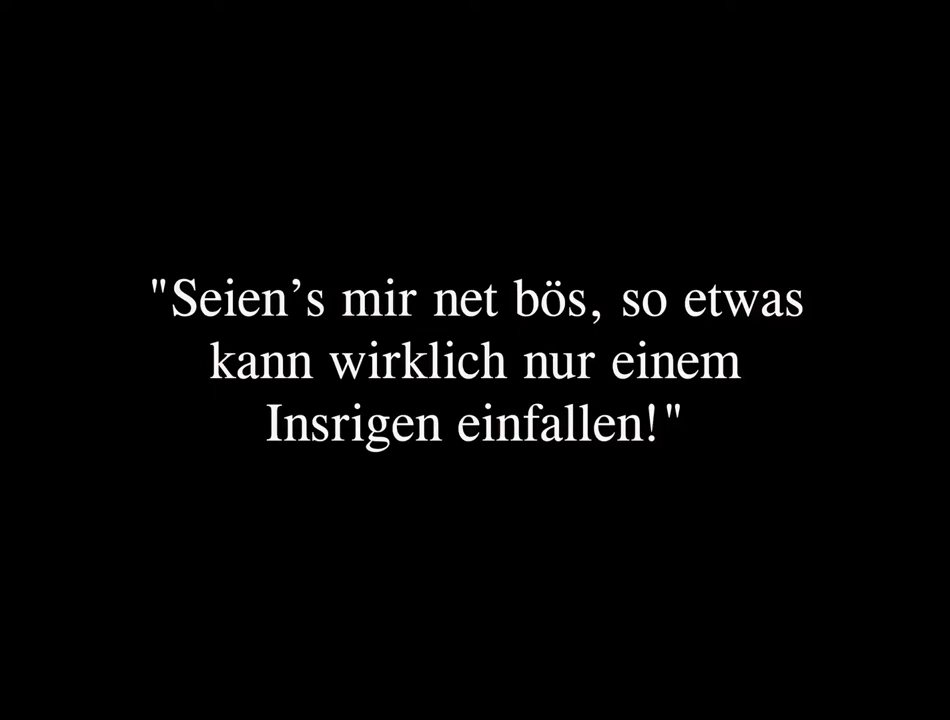 "Seien’s mir net bös, so etwas
kann wirklich nur einem
Insrigen einfallen!"